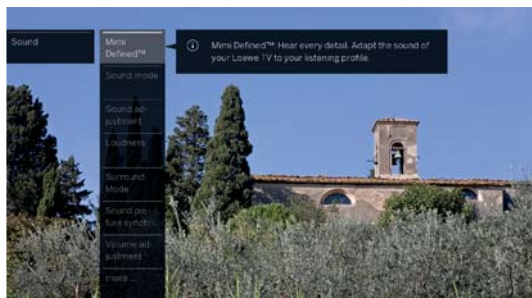 Sound
Mimi
Defined™
Mimi Defined™: Hear every detail. Adapt the sound of
your Loewe TV to your listening profile.
Sound mode
Sound ad-
justment
Loudness
Surround
Mode
Sound pic-
ture synchr.
Volume ad-
justment
more ...